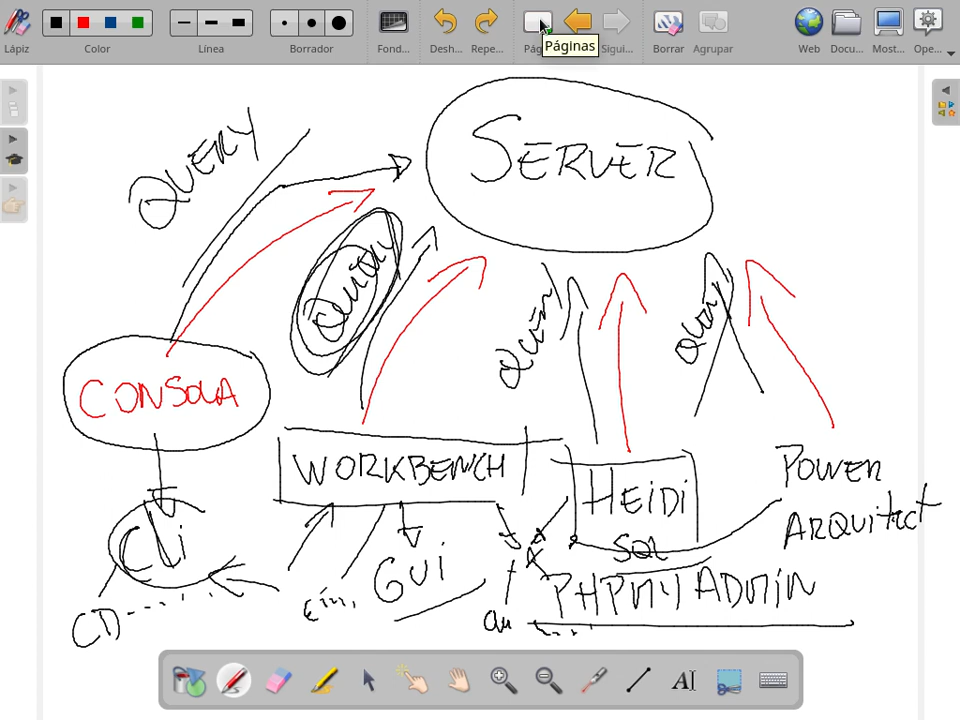 Lápiz
Color
Línea
Borrador
Fond...
Desh...
Repe...
Pág
Páginas
Sigui...
Borrar
Agrupar
Web
Docu...
Most...
Ope...
QUERY
SERVER
CONSOLA
WORKBENCH
HEIDI
SQL
POWER
ARQUITECT
CLI
GUI
PHPMYADMIN